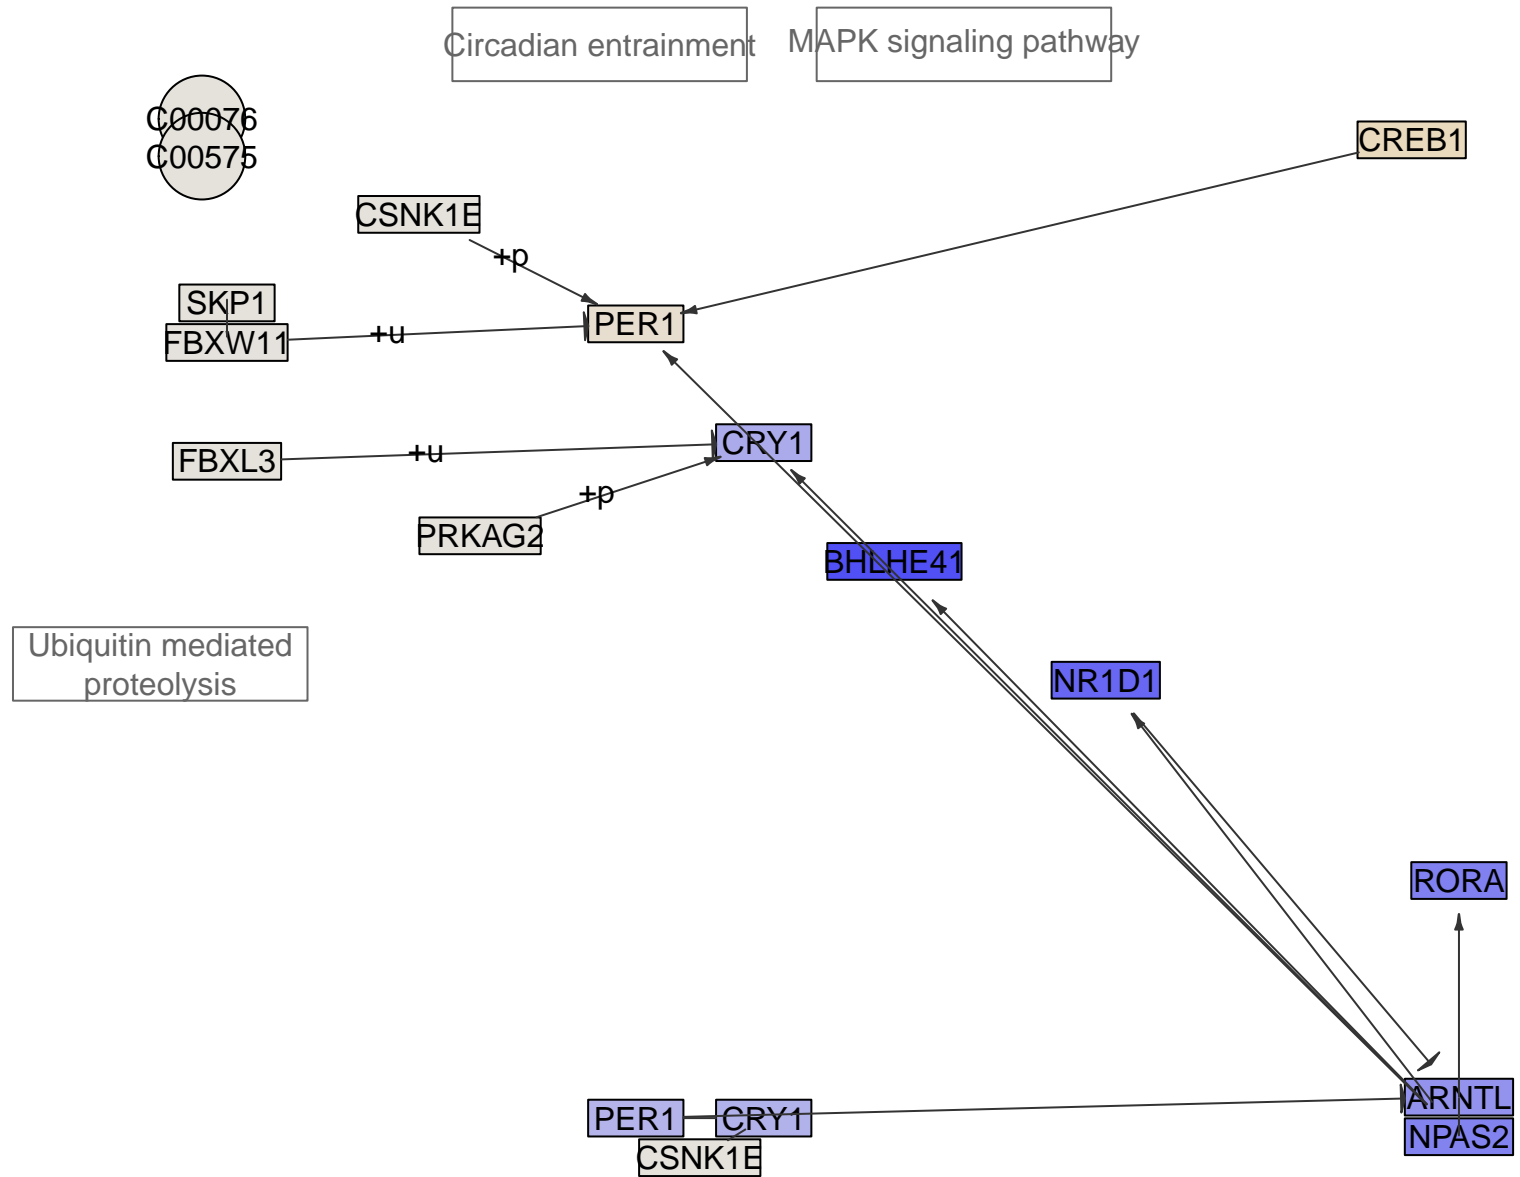 Circadian entrainment
MAPK signaling pathway
C00076
C00575
CREB1
CSNK1E
+p
SKP1
PER1
FBXW11
+u
CRY1
FBXL3
+u
+p
PRKAG2
BHLHE41
Ubiquitin mediated
proteolysis
NR1D1
RORA
ARNTL
PER1
CRY1
NPAS2
CSNK1E